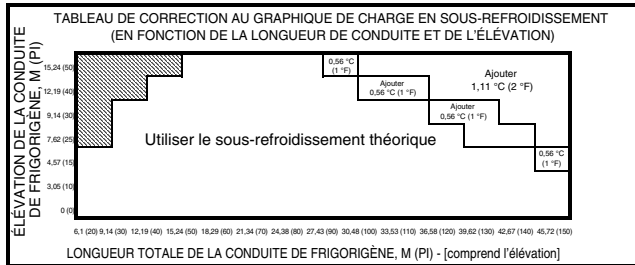 TABLEAU DE CORRECTION AU GRAPHIQUE DE CHARGE EN SOUS-REFROIDISSEMENT
(EN FONCTION DE LA LONGUEUR DE CONDUITE ET DE L'ÉLÉVATION)
ÉLÉVATION DE LA CONDUITE
DE FRIGORIGÈNE, M (PI)
15,24 (50)
12,19 (40)
9,14 (30)
7,62 (25)
4,57 (15)
3,05 (10)
0 (0)
0,56 °C
(1 °F)
Ajouter
0,56 °C (1 °F)
Ajouter
1,11 °C (2 °F)
Ajouter
0,56 °C (1 °F)
Utiliser le sous-refroidissement théorique
0,56 °C
(1 °F)
6,1 (20) 9,14 (30) 12,19 (40) 15,24 (50) 18,29 (60) 21,34 (70) 24,38 (80) 27,43 (90) 30,48 (100) 33,53 (110) 36,58 (120) 39,62 (130) 42,67 (140) 45,72 (150)
LONGUEUR TOTALE DE LA CONDUITE DE FRIGORIGÈNE, M (PI) - [comprend l'élévation]